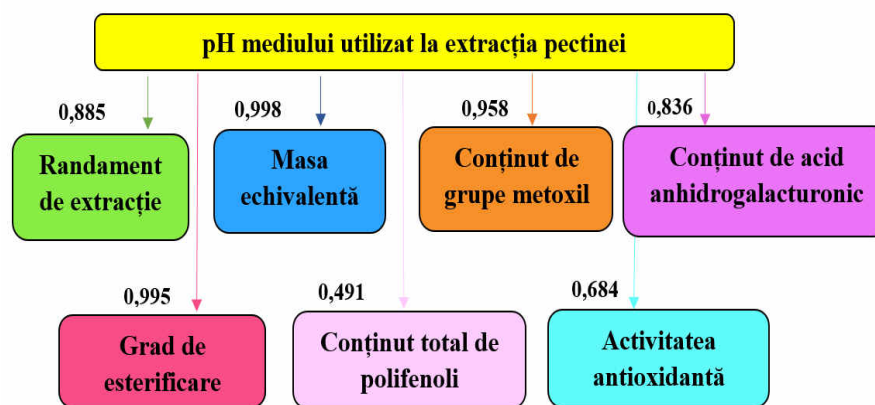 pH mediului utilizat la extracția pectinei
0,885
0,998
0,958
0,836
Randament
de extracție
Masa
echivalentă
Conținut de
grupe metoxil
Conținut de acid
anhidrogalacturonic
0,995
0,491
0,684
Grad de
esterificare
Conținut total de
polifenoli
Activitatea
antioxidantă